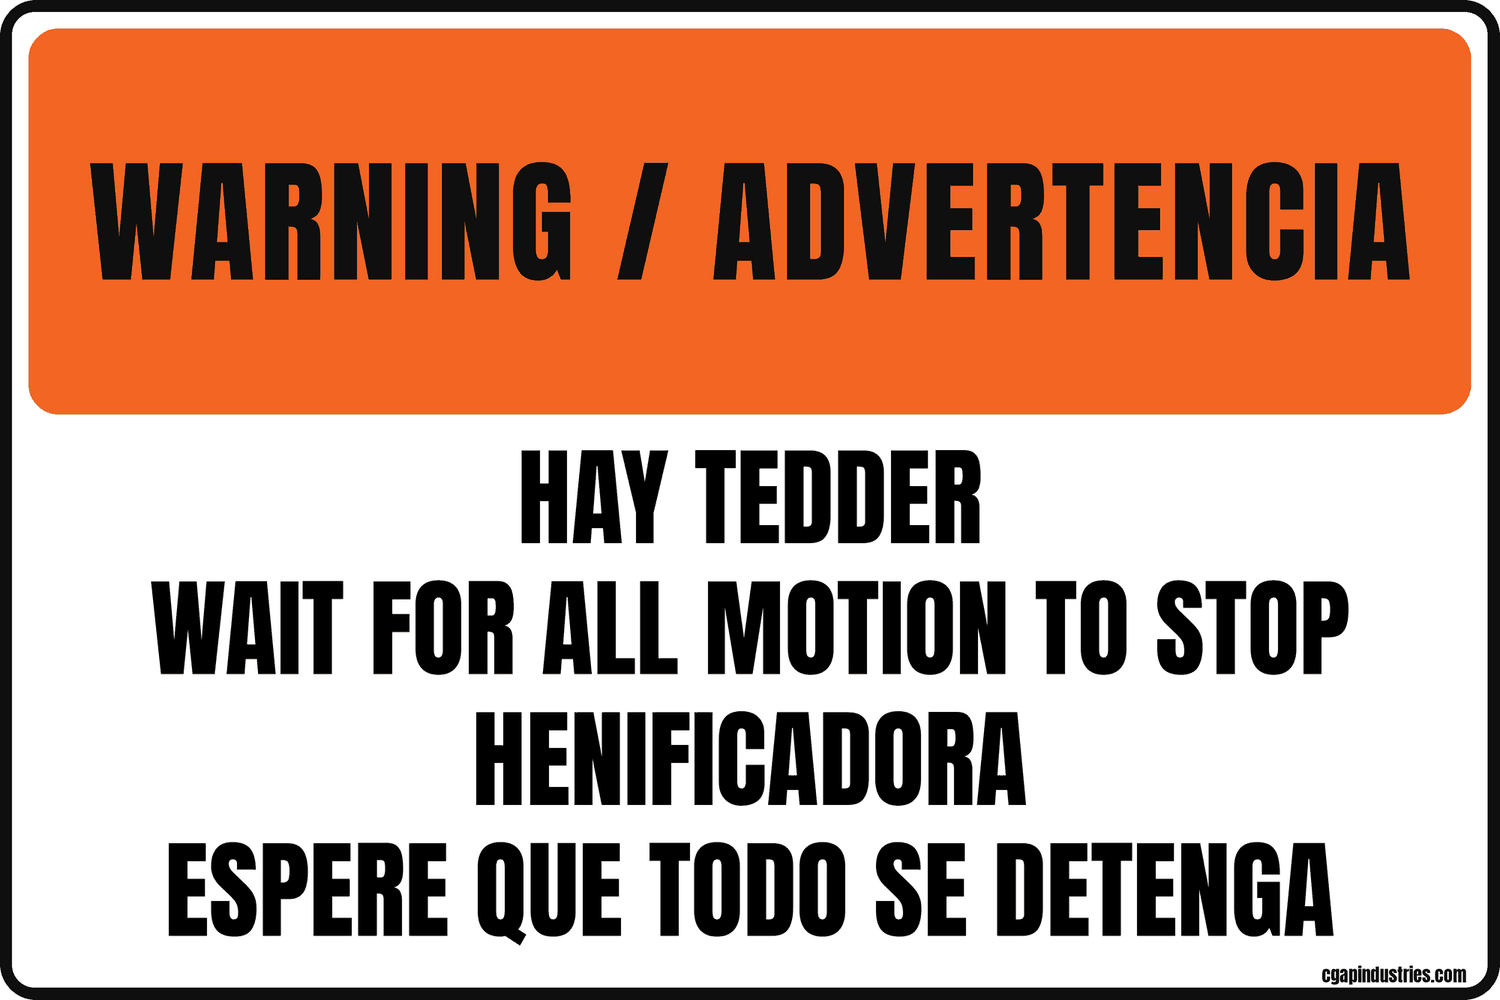 WARNING / ADVERTENCIA
HAY TEDDER
WAIT FOR ALL MOTION TO STOP
HENIFICADORA
ESPERE QUE TODO SE DETENGA
cgapindustries.com